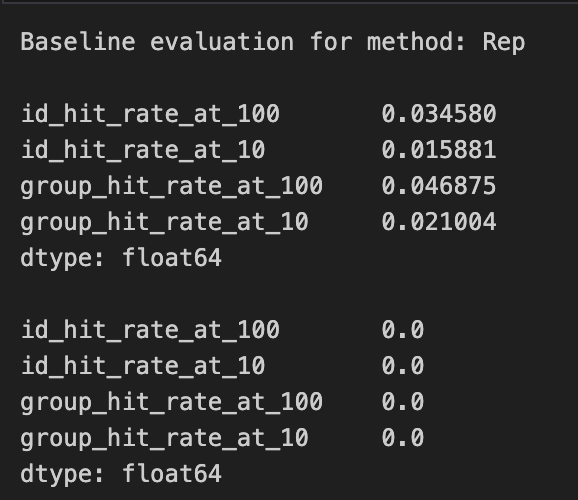 Baseline evaluation for method: Rep
id_hit_rate_at_100 0.034580
id_hit_rate_at_10 0.015881
group_hit_rate_at_100 0.046875
group_hit_rate_at_10 0.021004
dtype: float64
id_hit_rate_at_100 0.0
id_hit_rate_at_10 0.0
group_hit_rate_at_100 0.0
group_hit_rate_at_10 0.0
dtype: float64